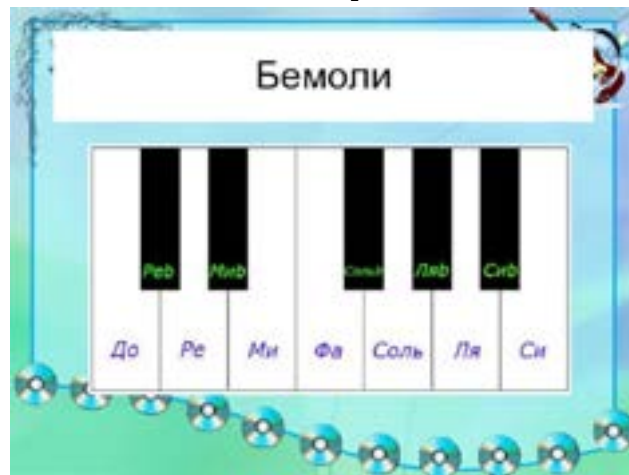 Бемоли
Реb Миb Сольb Ляb Сиb
До Ре Ми Фа Соль Ля Си